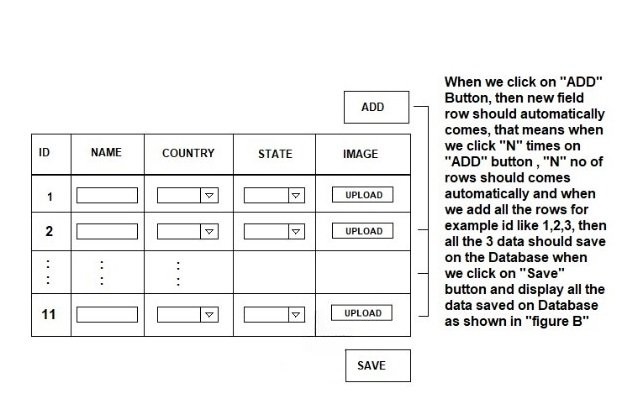 When we click on "ADD"
Button, then new field
row should automatically
comes, that means when
we click "N" times on
"ADD" button , "N" no of
rows should comes
automatically and when
we add all the rows for
example id like 1,2,3, then
all the 3 data should save
on the Database when
we click on "Save"
button and display all the
data saved on Database
as shown in "figure B"
ADD
ID NAME COUNTRY STATE IMAGE
1 UPLOAD
2 UPLOAD
11 UPLOAD
SAVE